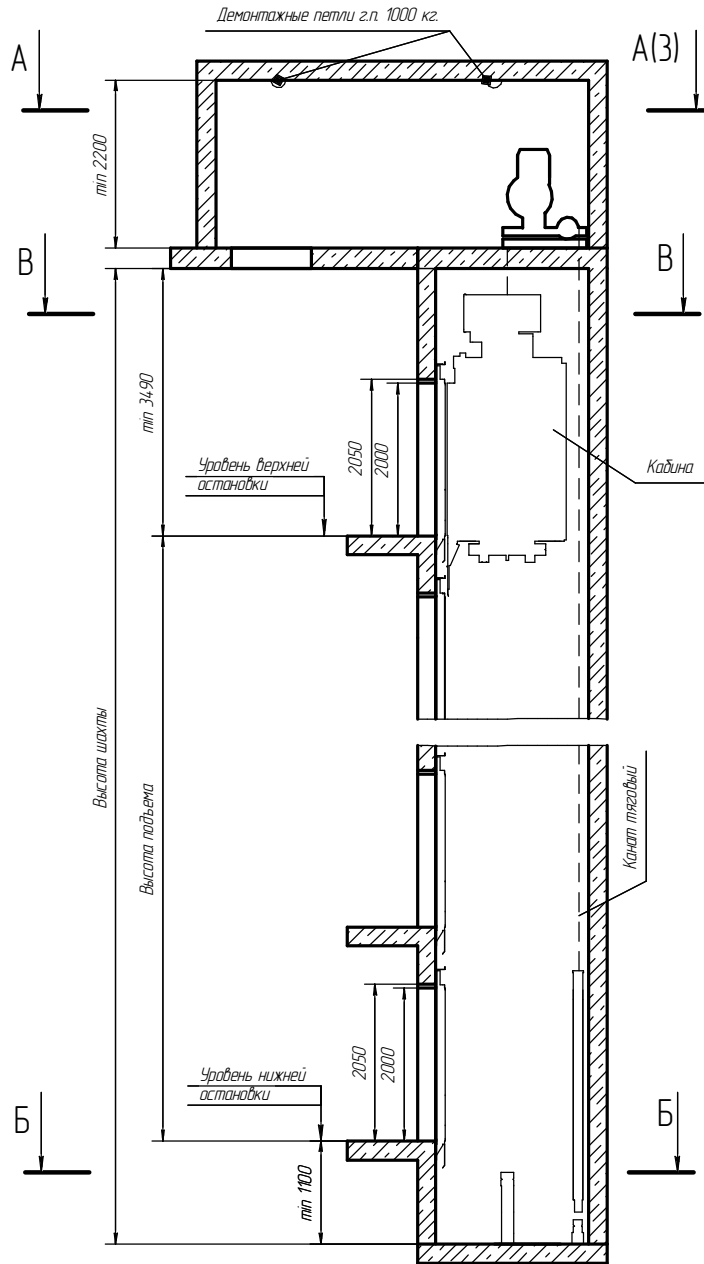 Демонтажные петли г.п. 1000 кг.
А
А(3)
min 2200
В
В
min 3490
2050
2000
Уровень верхней
остановки
Кабина
Высота шахты
Высота подъема
Канат тяговый
2050
2000
Уровень нижней
остановки
Б
Б
min 1100